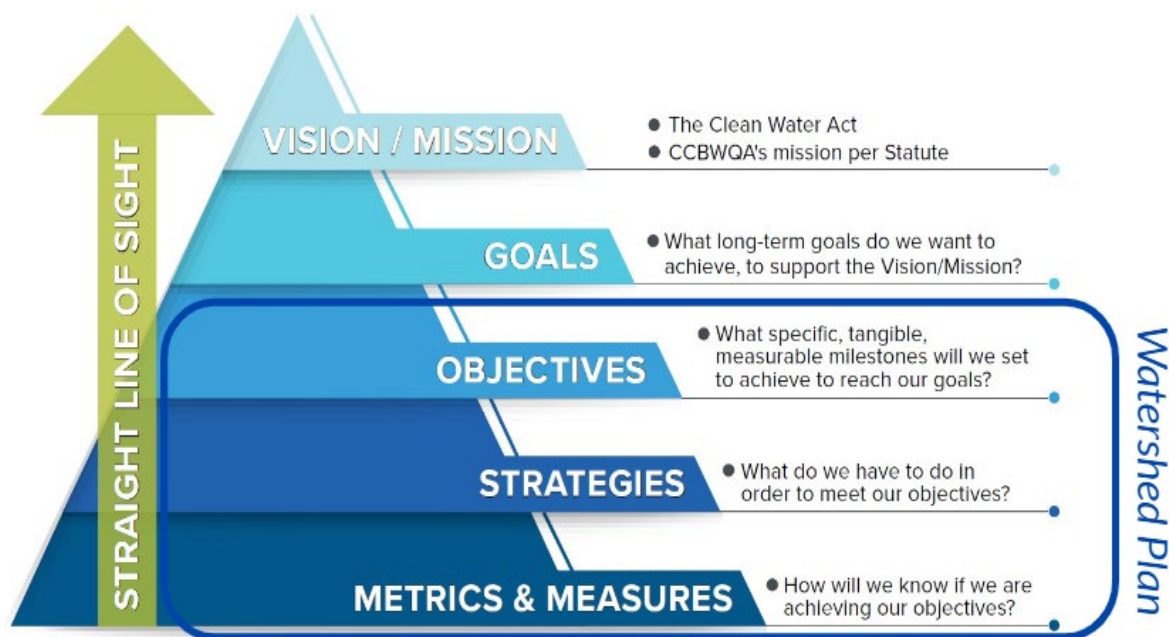 STRAIGHT LINE OF SIGHT
VISION / MISSION
● The Clean Water Act
● CCBWQA's mission per Statute
GOALS
● What long-term goals do we want to
achieve, to support the Vision/Mission?
OBJECTIVES
● What specific, tangible,
measurable milestones will we set
to achieve to reach our goals?
STRATEGIES
● What do we have to do in
order to meet our objectives?
METRICS & MEASURES
● How will we know if we are
achieving our objectives?
Watershed Plan